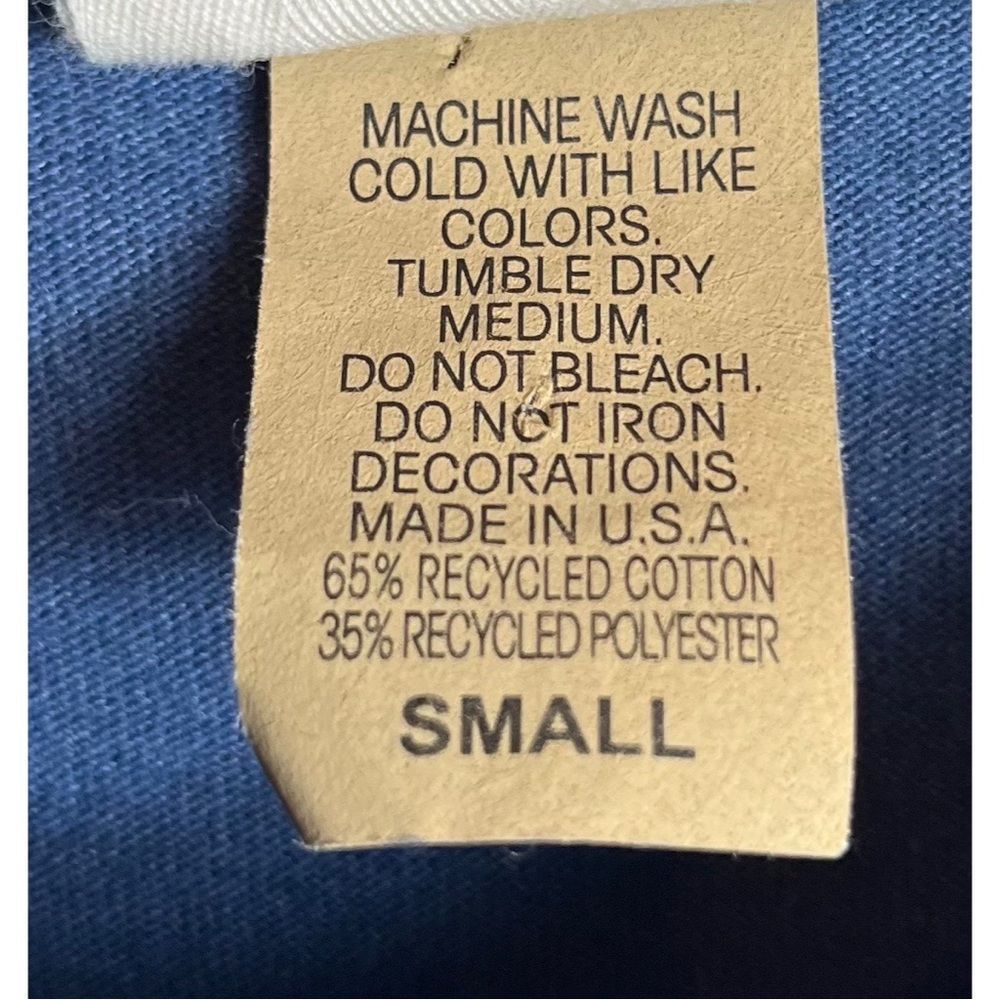 MACHINE WASH
COLD WITH LIKE
COLORS.
TUMBLE DRY
MEDIUM.
DO NOT BLEACH.
DO NOT IRON
DECORATIONS.
MADE IN U.S.A.
65% RECYCLED COTTON
35% RECYCLED POLYESTER
SMALL